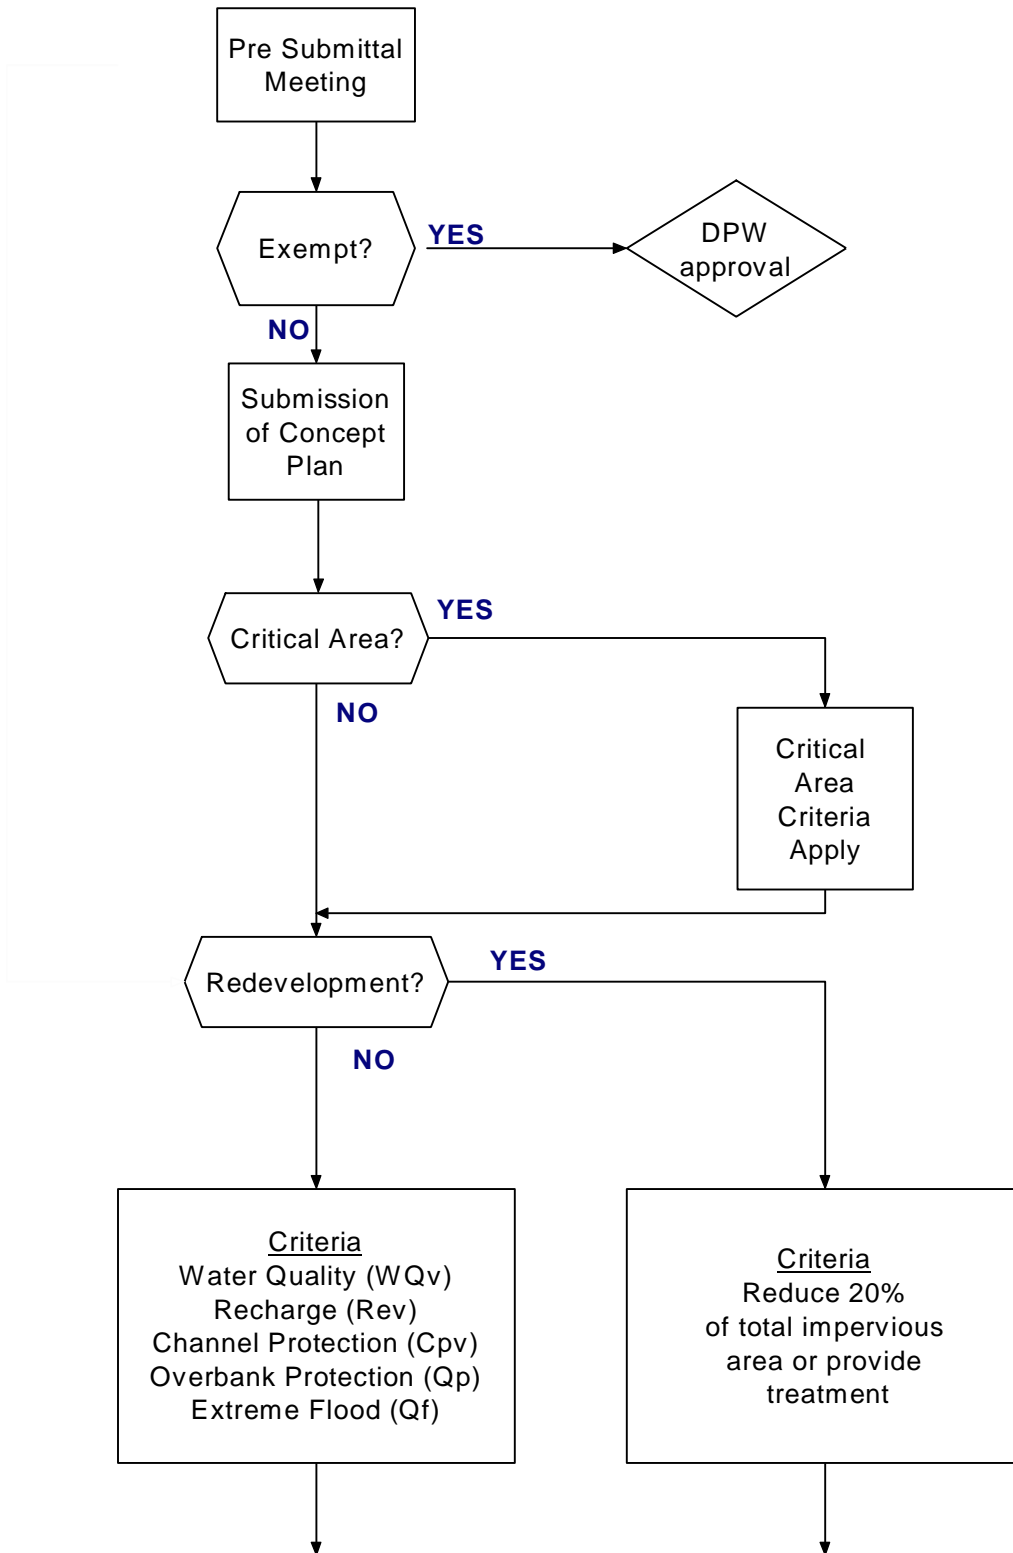 Pre Submittal
Meeting
Exempt?
YES
DPW
approval
NO
Submission
of Concept
Plan
Critical Area?
YES
NO
Critical
Area
Criteria
Apply
Redevelopment?
YES
NO
Criteria
Water Quality (WQv)
Recharge (Rev)
Channel Protection (Cpv)
Overbank Protection (Qp)
Extreme Flood (Qf)
Criteria
Reduce 20%
of total impervious
area or provide
treatment